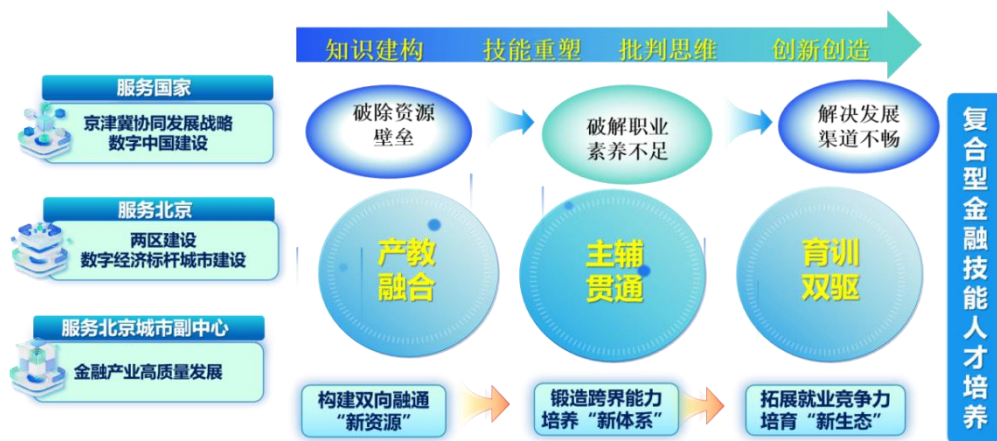 知识建构 技能重塑 批判思维 创新创造
服务国家
京津冀协同发展战略
数字中国建设
服务北京
两区建设
数字经济标杆城市建设
服务北京城市副中心
金融产业高质量发展
破除资源
壁垒
破解职业
素养不足
解决发展
渠道不畅
产教
融合
主辅
贯通
育训
双驱
构建双向融通
“新资源”
锻造跨界能力
培养“新体系”
拓展就业竞争力
培育“新生态”
复合型金融技能人才培养